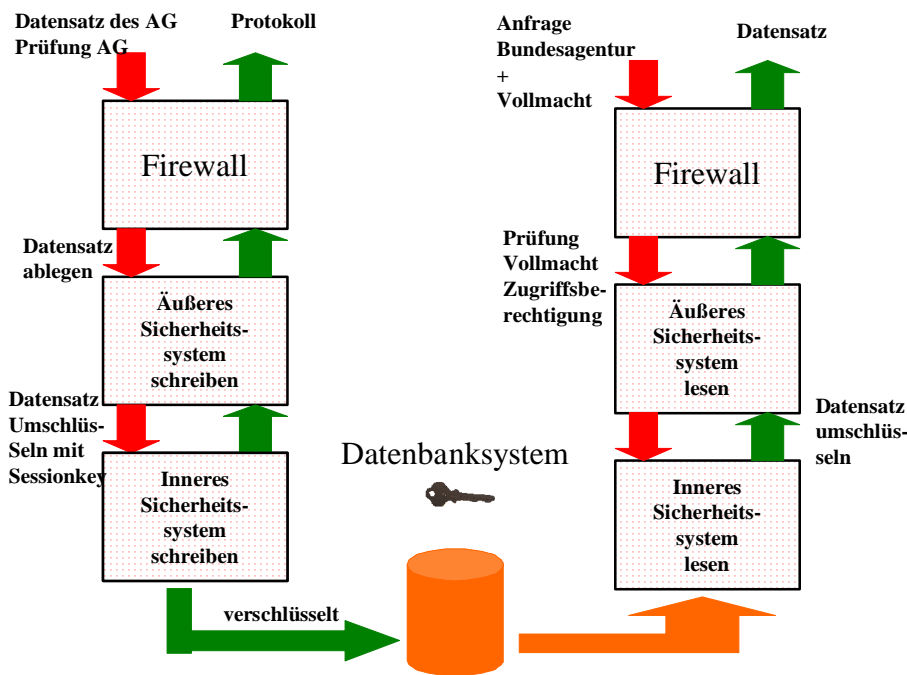 Datensatz des AG
Prüfung AG
Protokoll
Firewall
Datensatz
ablegen
Äußeres
Sicherheits-
system
schreiben
Datensatz
Umschlüs-
Seln mit
Sessionkey
Inneres
Sicherheits-
system
schreiben
verschlüsselt
Datenbanksystem
Anfrage
Bundesagentur
+
Vollmacht
Datensatz
Firewall
Prüfung
Vollmacht
Zugriffsbe-
rechtigung
Äußeres
Sicherheits-
system
lesen
Datensatz
umschlüs-
seln
Inneres
Sicherheits-
system
lesen